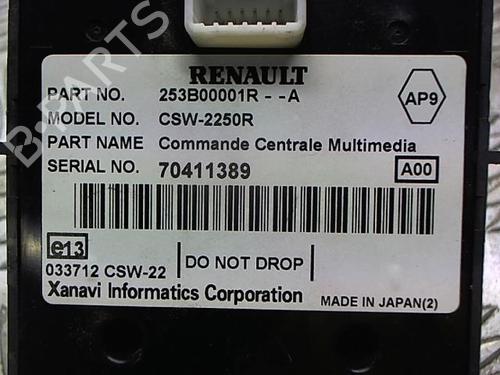 B-PARTS
RENAULT
PART NO. 253B00001R - -A
AP9
MODEL NO. CSW-2250R
PART NAME Commande Centrale Multimedia
SERIAL NO. 70411389
A00
e13
033712 CSW-22
DO NOT DROP
Xanavi Informatics Corporation
MADE IN JAPAN(2)